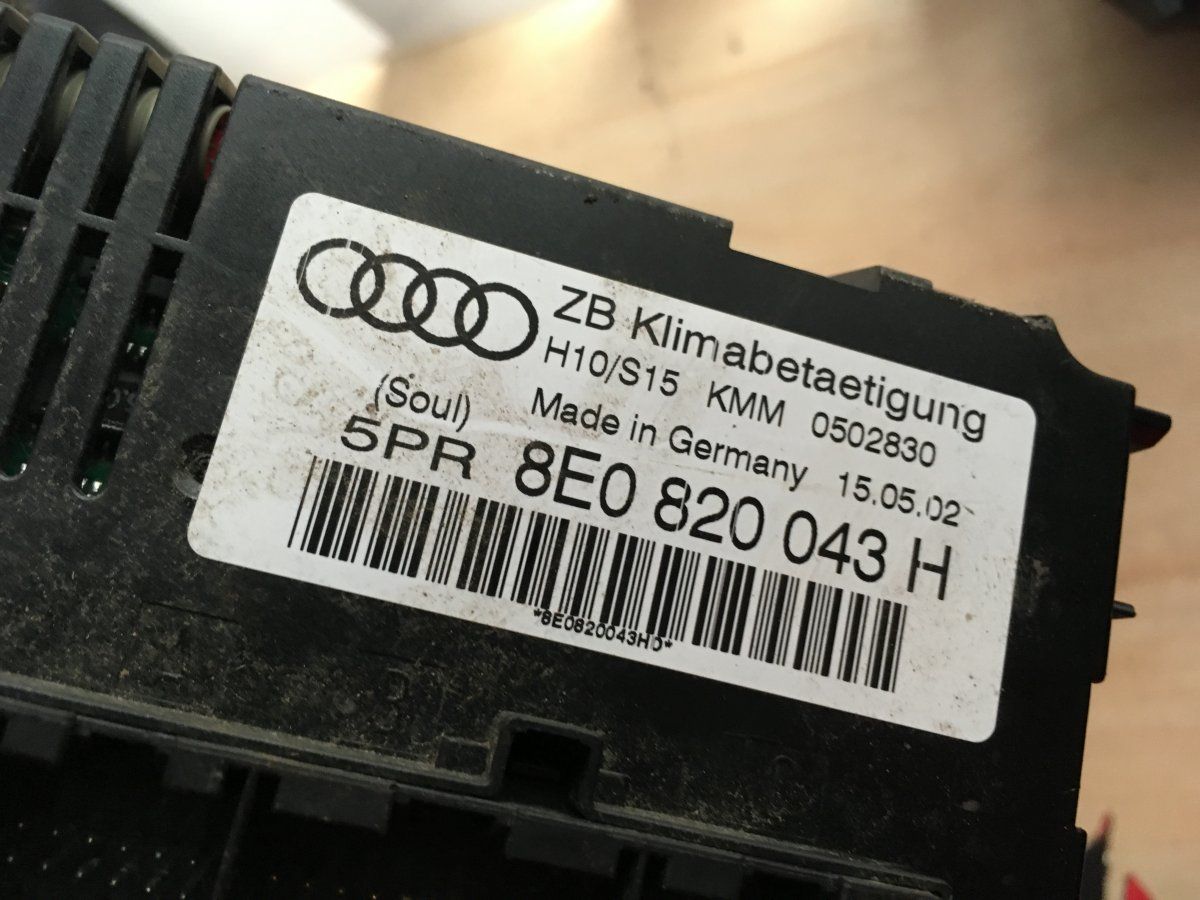 ZB Klimabetaetigung
H10/S15 KMM 0502830
(Soul) Made in Germany 15.05.02
5PR 8E0 820 043 H
*8E0820043HD*